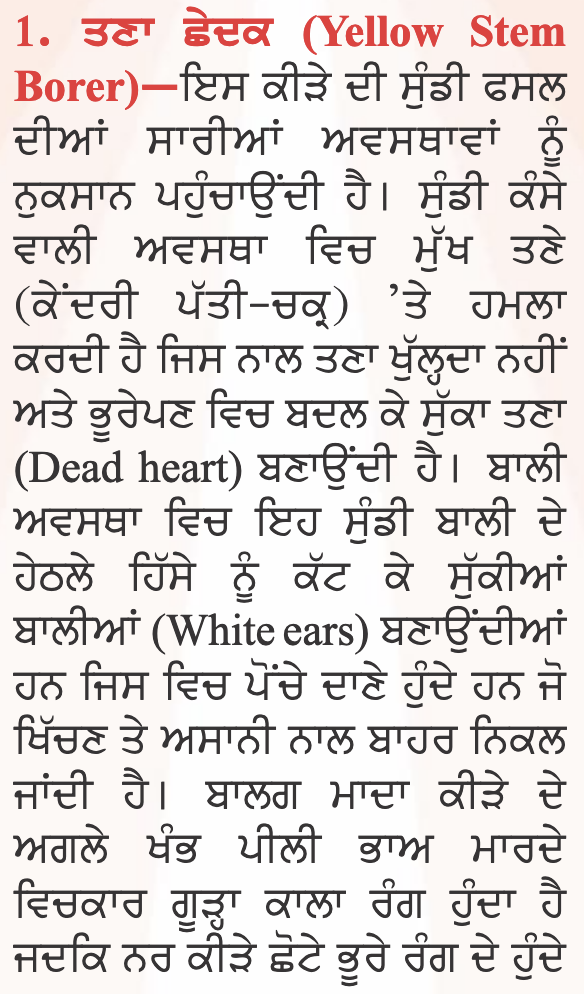 1. ਤਣਾ ਛੇਦਕ (Yellow Stem
Borer)—ਇਸ ਕੀੜੇ ਦੀ ਸੁੰਡੀ ਫਸਲ
ਦੀਆਂ ਸਾਰੀਆਂ ਅਵਸਥਾਵਾਂ ਨੂੰ
ਨੁਕਸਾਨ ਪਹੁੰਚਾਉਂਦੀ ਹੈ। ਸੁੰਡੀ ਕੰਸੇ
ਵਾਲੀ ਅਵਸਥਾ ਵਿਚ ਮੁੱਖ ਤਣੇ
(ਕੇਂਦਰੀ ਪੱਤੀ-ਚਕ੍ਰ) ’ਤੇ ਹਮਲਾ
ਕਰਦੀ ਹੈ ਜਿਸ ਨਾਲ ਤਣਾ ਖੁੱਲ੍ਹਦਾ ਨਹੀਂ
ਅਤੇ ਭੂਰੇਪਣ ਵਿਚ ਬਦਲ ਕੇ ਸੁੱਕਾ ਤਣਾ
(Dead heart) ਬਣਾਉਂਦੀ ਹੈ। ਬਾਲੀ
ਅਵਸਥਾ ਵਿਚ ਇਹ ਸੁੰਡੀ ਬਾਲੀ ਦੇ
ਹੇਠਲੇ ਹਿੱਸੇ ਨੂੰ ਕੱਟ ਕੇ ਸੁੱਕੀਆਂ
ਬਾਲੀਆਂ (White ears) ਬਣਾਉਂਦੀਆਂ
ਹਨ ਜਿਸ ਵਿਚ ਪੋਂਚੇ ਦਾਣੇ ਹੁੰਦੇ ਹਨ ਜੋ
ਖਿੱਚਣ ਤੇ ਅਸਾਨੀ ਨਾਲ ਬਾਹਰ ਨਿਕਲ
ਜਾਂਦੀ ਹੈ। ਬਾਲਗ ਮਾਦਾ ਕੀੜੇ ਦੇ
ਅਗਲੇ ਖੰਭ ਪੀਲੀ ਭਾਅ ਮਾਰਦੇ
ਵਿਚਕਾਰ ਗੂੜ੍ਹਾ ਕਾਲਾ ਰੰਗ ਹੁੰਦਾ ਹੈ
ਜਦਕਿ ਨਰ ਕੀੜੇ ਛੋਟੇ ਭੂਰੇ ਰੰਗ ਦੇ ਹੁੰਦੇ